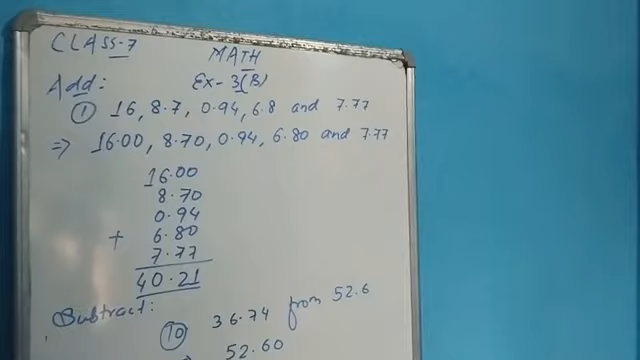 CLASS-7
MATH
Ex- 3(B)
Add:
① 16, 8.7, 0.94, 6.8 and 7.77
⇒ 16.00, 8.70, 0.94, 6.80 and 7.77
16.00
8.70
0.94
+ 6.80
7.77
40.21
Subtract:
⑩ 36.74 from 52.6
52.60